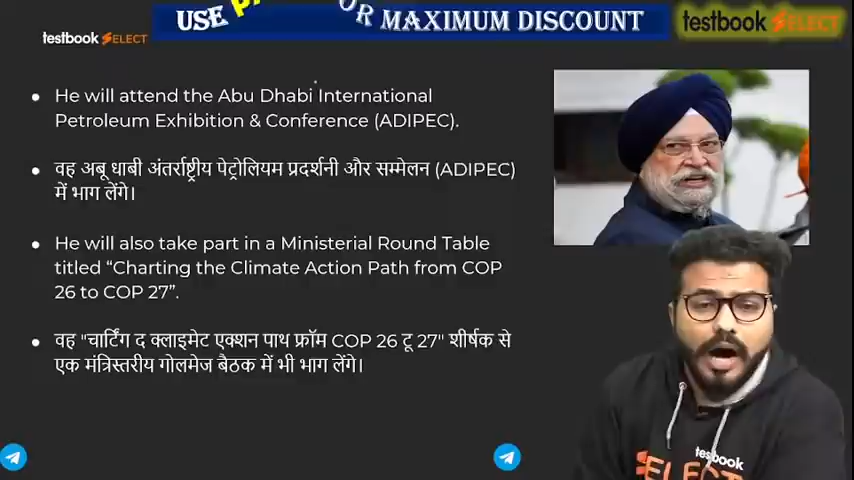 USE
OR MAXIMUM DISCOUNT
testbook SELECT
testbook SELECT
He will attend the Abu Dhabi International
Petroleum Exhibition & Conference (ADIPEC).
वह अबू धाबी अंतर्राष्ट्रीय पेट्रोलियम प्रदर्शनी और सम्मेलन (ADIPEC)
में भाग लेंगे।
He will also take part in a Ministerial Round Table
titled “Charting the Climate Action Path from COP
26 to COP 27”.
वह "चार्टिंग द क्लाइमेट एक्शन पाथ फ्रॉम COP 26 टू 27" शीर्षक से
एक मंत्रिस्तरीय गोलमेज बैठक में भी भाग लेंगे।
testbook
SELECT